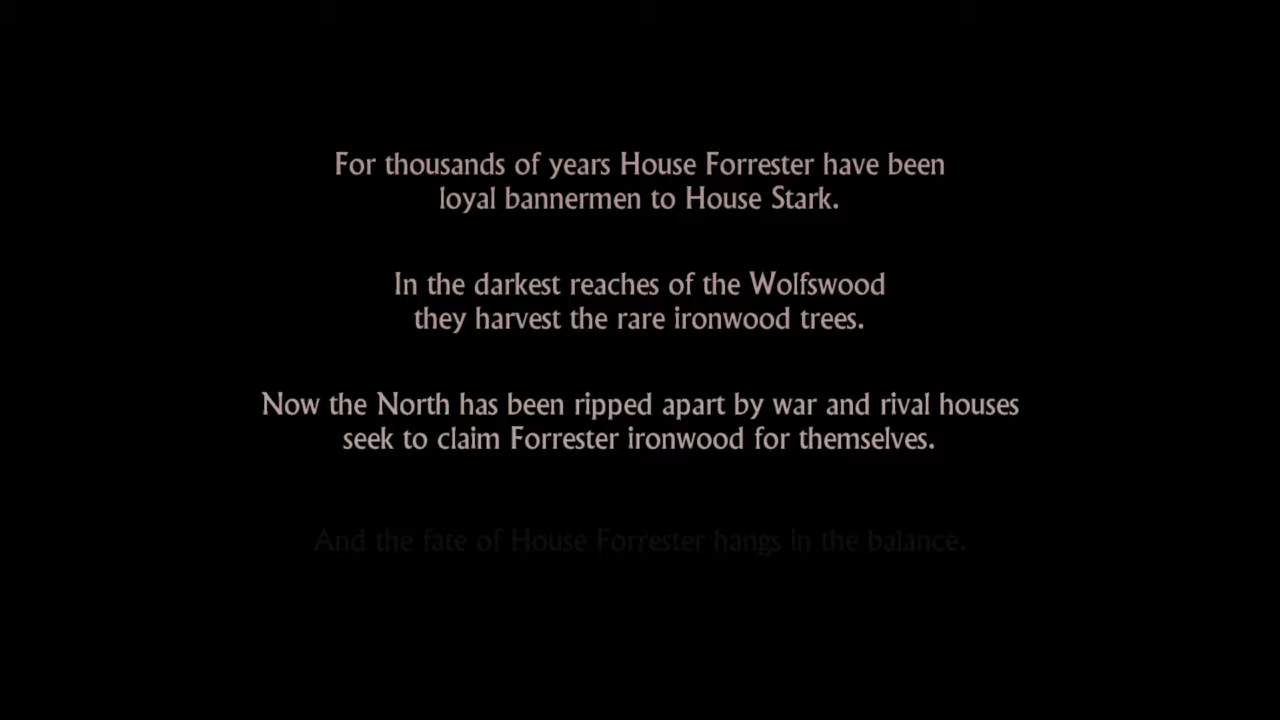 For thousands of years House Forrester have been
loyal bannermen to House Stark.
In the darkest reaches of the Wolfswood
they harvest the rare ironwood trees.
Now the North has been ripped apart by war and rival houses
seek to claim Forrester ironwood for themselves.
And the fate of House Forrester hangs in the balance.